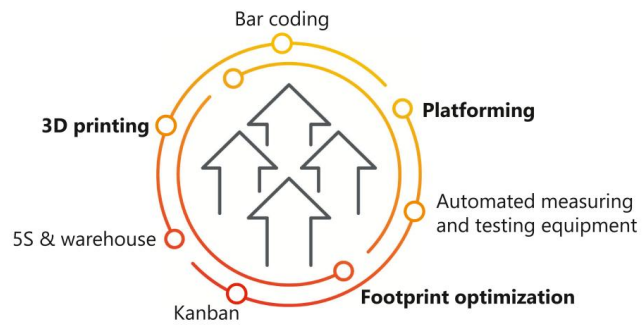 Bar coding
3D printing
Platforming
Automated measuring
and testing equipment
5S & warehouse
Footprint optimization
Kanban